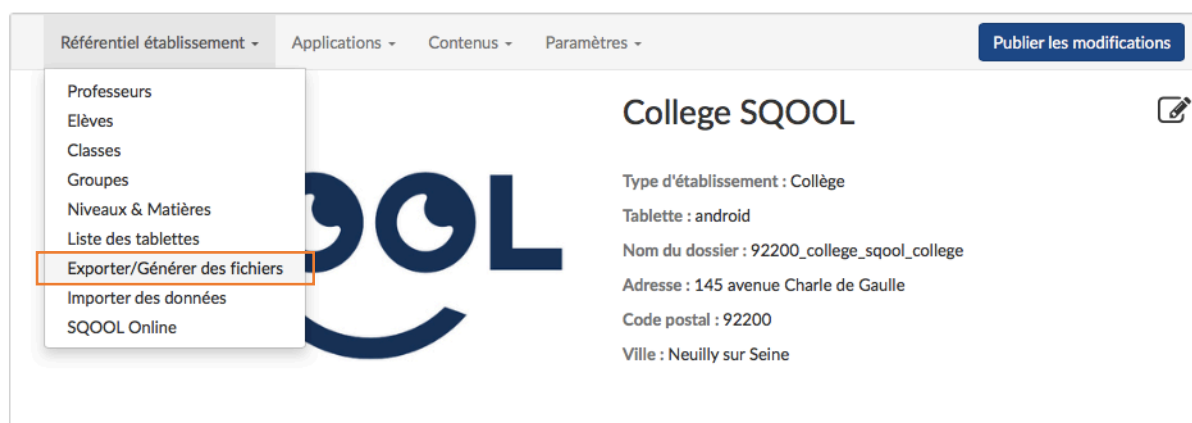 Référentiel établissement Applications Contenus Paramètres Publier les modifications
Professeurs
Elèves
Classes
Groupes
Niveaux & Matières
Liste des tablettes
Exporter/Générer des fichiers
Importer des données
SQOOL Online
OOL
College SQOOL
Type d'établissement : Collège
Tablette : android
Nom du dossier : 92200_college_sqool_college
Adresse : 145 avenue Charle de Gaulle
Code postal : 92200
Ville : Neuilly sur Seine